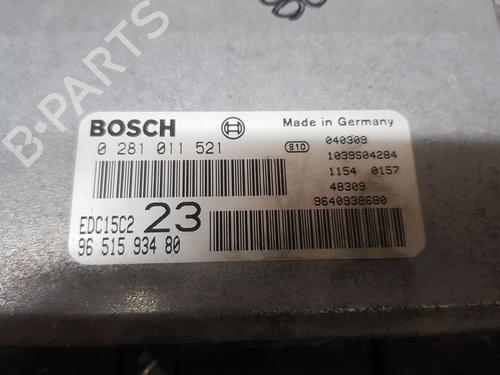 B-PARTS
BOSCH
Made in Germany
0 281 011 521
810
040309
1039S04284
1154 0157
48309
9640938680
EDC15C2 23
96 515 934 80